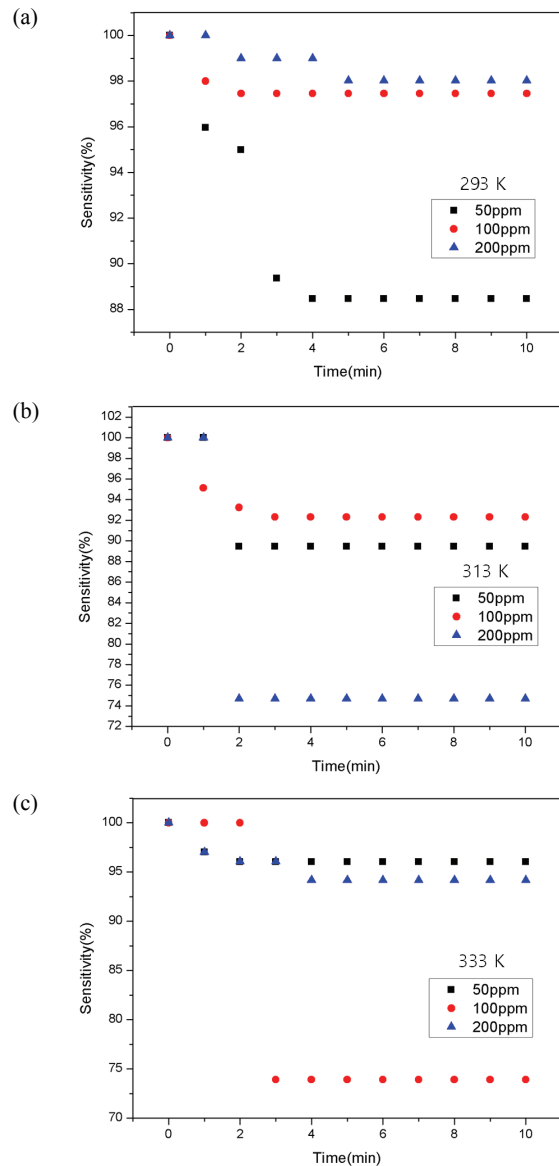 (a)
100
98
96
94
92
90
88
Sensitivity(%)
293 K
50ppm
100ppm
200ppm
0 2 4 6 8 10
Time(min)
(b)
102
100
98
96
94
92
90
88
86
84
82
80
78
76
74
72
Sensitivity(%)
313 K
50ppm
100ppm
200ppm
0 2 4 6 8 10
Time(min)
(c)
100
95
90
85
80
75
70
Sensitivity(%)
333 K
50ppm
100ppm
200ppm
0 2 4 6 8 10
Time(min)